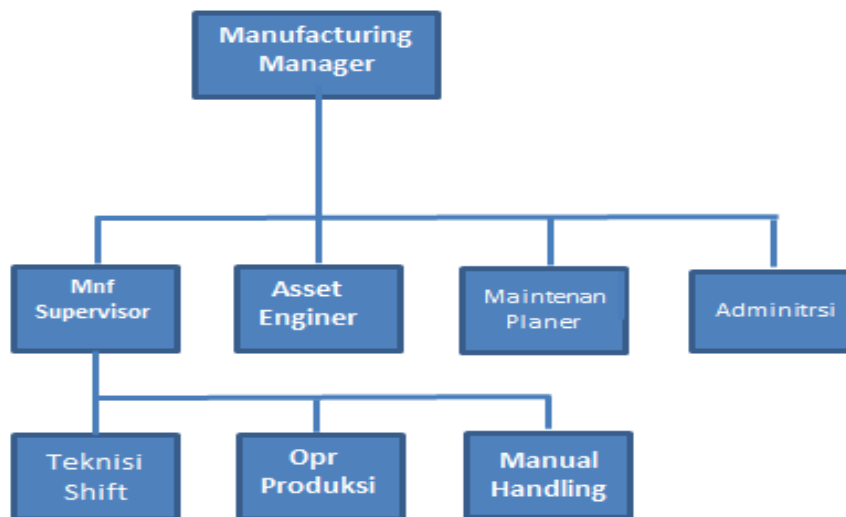 Manufacturing
Manager
Mnf
Supervisor
Asset
Enginer
Maintenan
Planer
Adminitrsi
Teknisi
Shift
Opr
Produksi
Manual
Handling